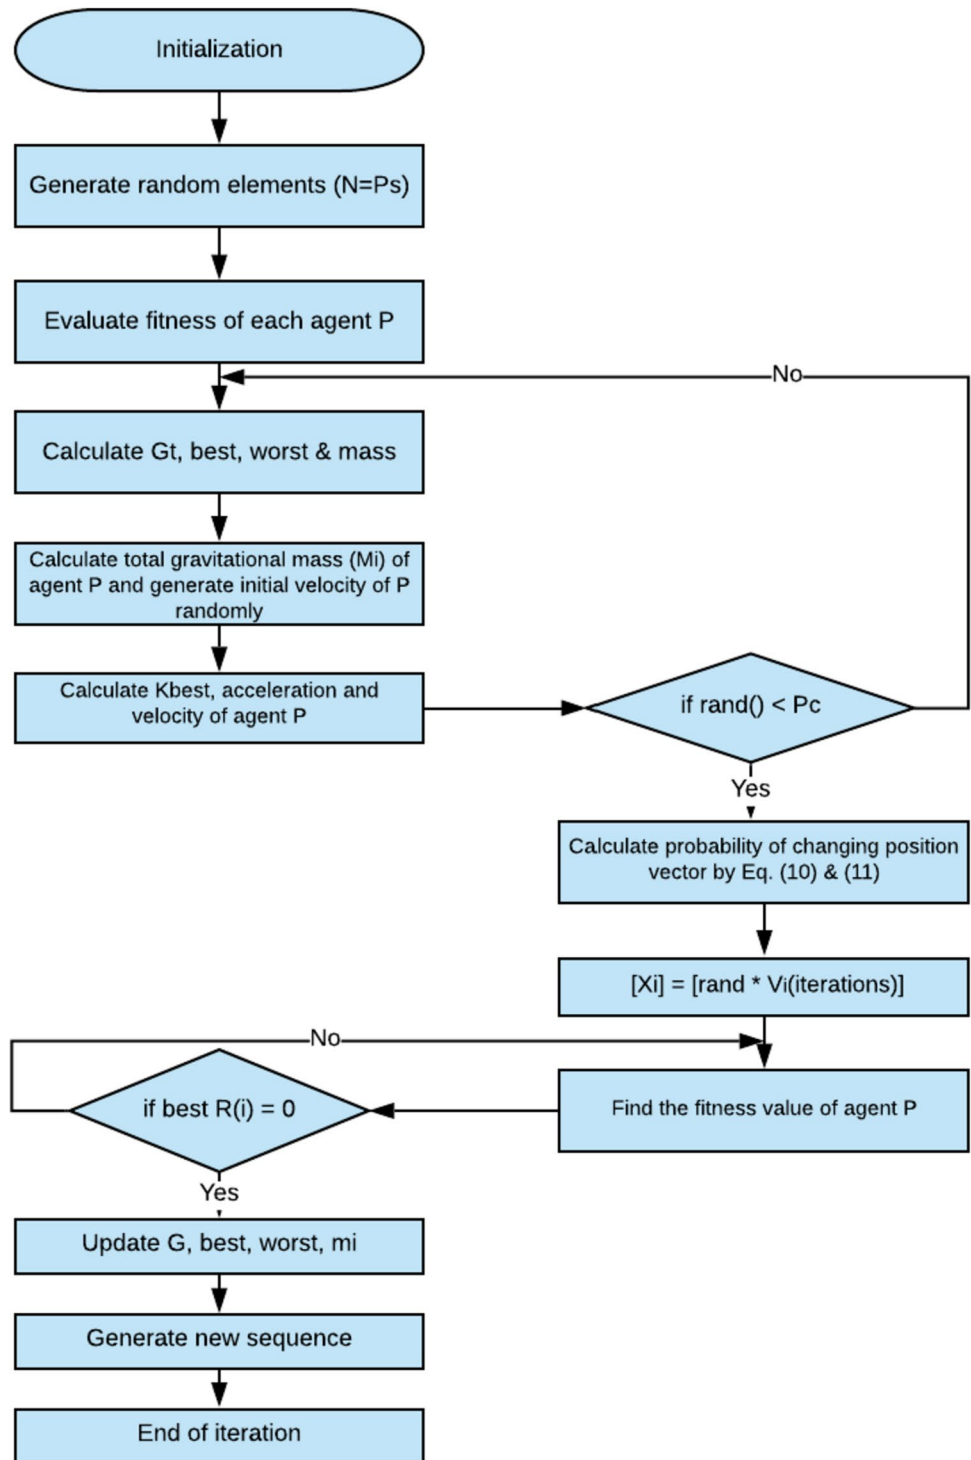 Initialization
Generate random elements (N=Ps)
Evaluate fitness of each agent P
No
Calculate Gt, best, worst & mass
Calculate total gravitational mass (Mi) of
agent P and generate initial velocity of P
randomly
Calculate Kbest, acceleration and
velocity of agent P
if rand() < Pc
Yes
Calculate probability of changing position
vector by Eq. (10) & (11)
[Xi] = [rand * Vi(iterations)]
No
Find the fitness value of agent P
if best R(i) = 0
Yes
Update G, best, worst, mi
Generate new sequence
End of iteration